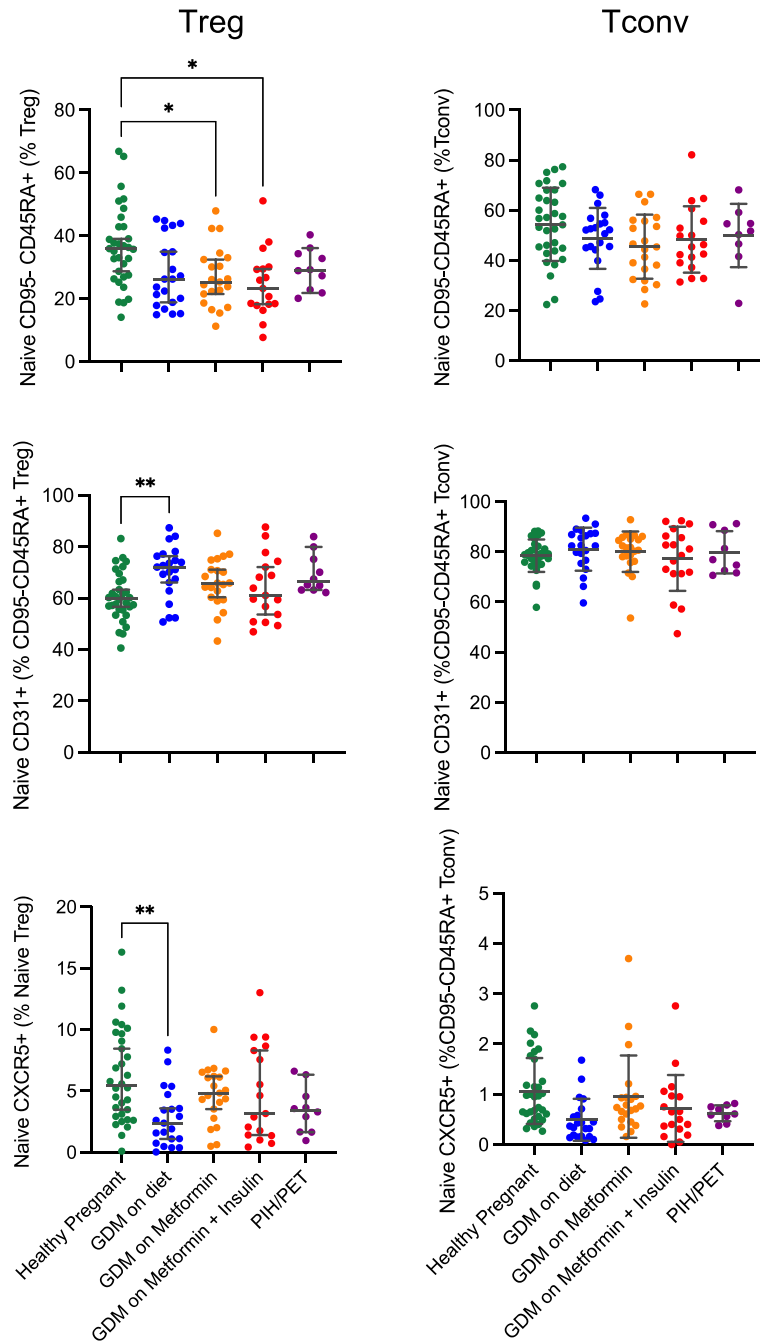 Treg
Tconv
Naive CD95- CD45RA+ (% Treg)
80
60
40
20
0
*
*
Naive CD95-CD45RA+ (%Tconv)
100
80
60
40
20
0
Naive CD31+ (% CD95-CD45RA+ Treg)
100
80
60
40
20
0
**
Naive CD31+ (%CD95-CD45RA+ Tconv)
100
80
60
40
20
0
Naive CXCR5+ (% Naive Treg)
20
15
10
5
0
**
Healthy Pregnant
GDM on diet
GDM on Metformin
GDM on Metformin + Insulin
PIH/PET
Naive CXCR5+ (%CD95-CD45RA+ Tconv)
5
4
3
2
1
0
Healthy Pregnant
GDM on diet
GDM on Metformin
GDM on Metformin + Insulin
PIH/PET